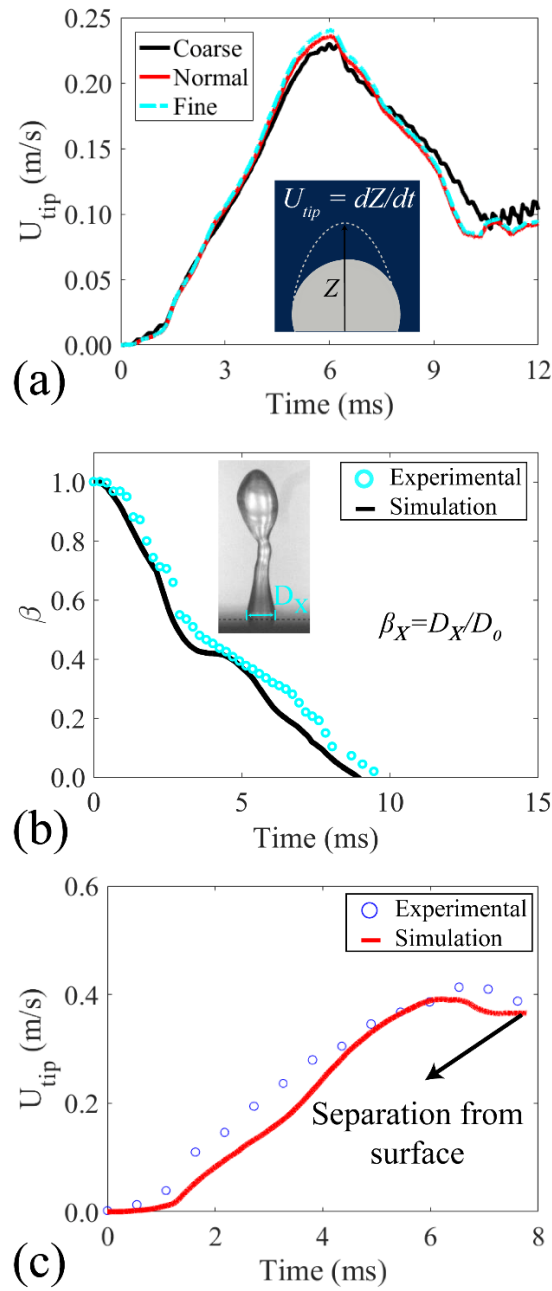 0.25
0.20
0.15
0.10
0.05
0.00
U_tip (m/s)
Coarse
Normal
Fine
U_tip = dZ/dt
Z
0 3 6 9 12
Time (ms)
(a)
1.0
0.8
0.6
0.4
0.2
0.0
β
Experimental
Simulation
D_X
β_X=D_X/D_o
0 5 10 15
Time (ms)
(b)
0.6
0.4
0.2
0.0
U_tip (m/s)
Experimental
Simulation
Separation from
surface
0 2 4 6 8
Time (ms)
(c)